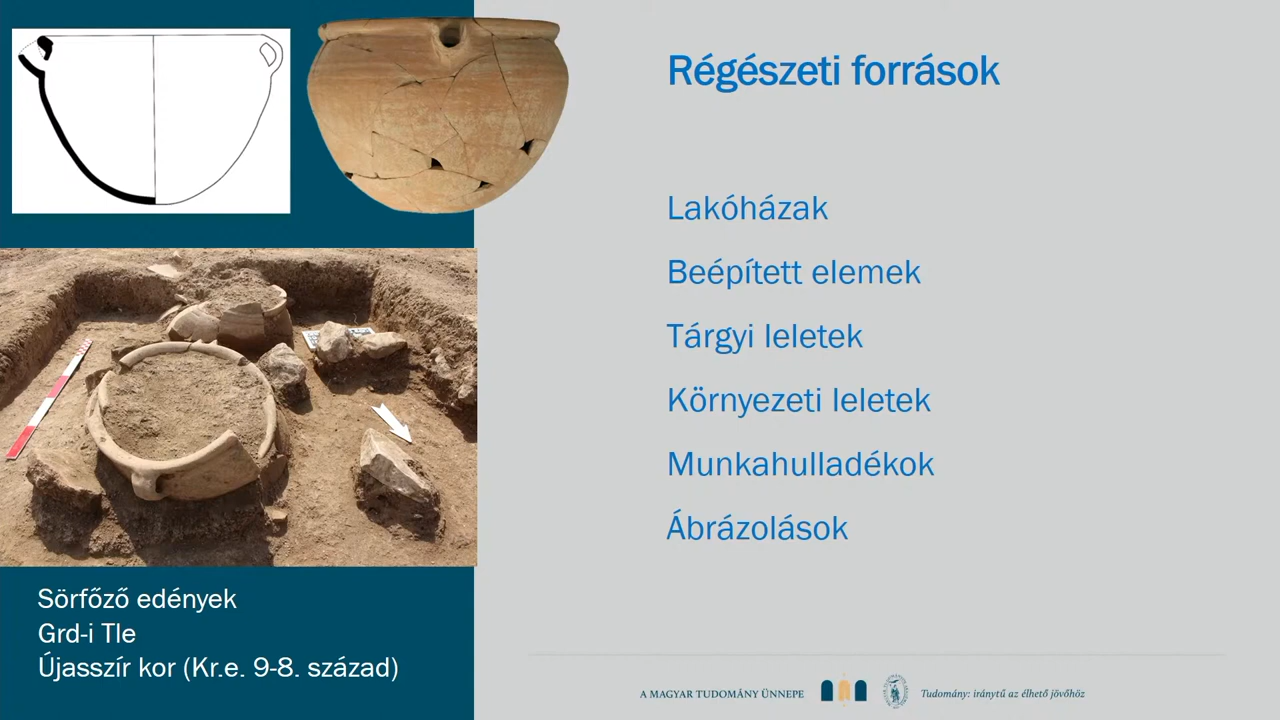 Régészeti források
Lakóházak
Beépített elemek
Tárgyi leletek
Környezeti leletek
Munkahulladékok
Ábrázolások
Sörfőző edények
Grd-i Tle
Újasszír kor (Kr.e. 9-8. század)
A MAGYAR TUDOMÁNY ÜNNEPE
Tudomány: iránytű az élhető jövőhöz